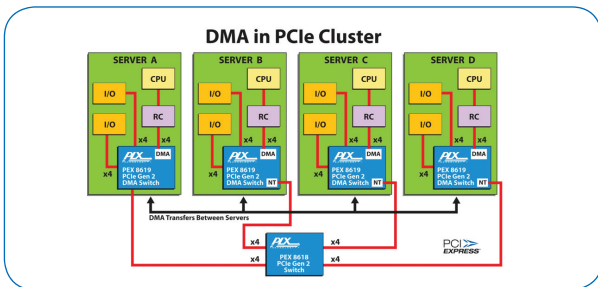 DMA in PCIe Cluster
SERVER A
SERVER B
SERVER C
SERVER D
I/O
CPU
I/O
RC
x4
x4
x4
PLX
DMA
PEX 8619
PCIe Gen 2
DMA Switch
I/O
CPU
I/O
RC
x4
x4
x4
PLX
DMA
PEX 8619
PCIe Gen 2
DMA Switch
NT
I/O
CPU
I/O
RC
x4
x4
x4
PLX
DMA
PEX 8619
PCIe Gen 2
DMA Switch
NT
I/O
CPU
I/O
RC
x4
x4
x4
PLX
DMA
PEX 8619
PCIe Gen 2
DMA Switch
NT
DMA Transfers Between Servers
x4
x4
x4
x4
PLX
PEX 8618
PCIe Gen 2
Switch
PCI
EXPRESS